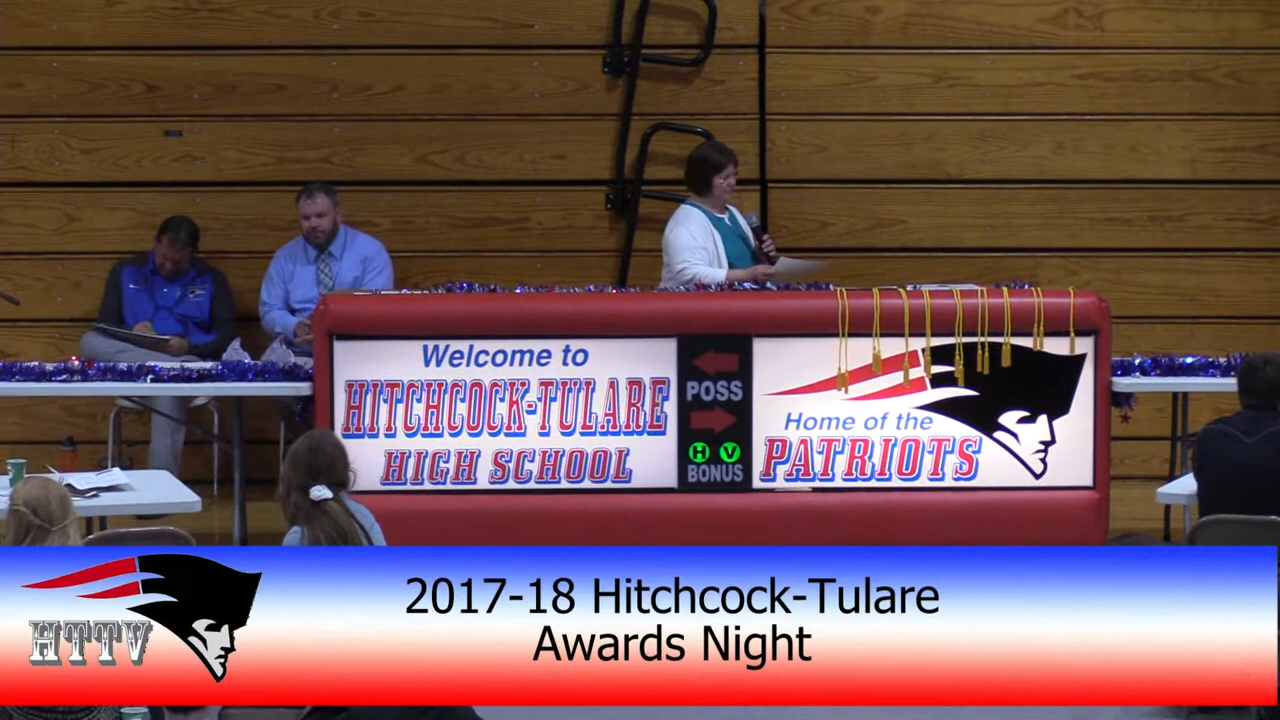 Welcome to
HITCHCOCK-TULARE
HIGH SCHOOL
POSS
H V
BONUS
Home of the
PATRIOTS
HTTV
2017-18 Hitchcock-Tulare
Awards Night